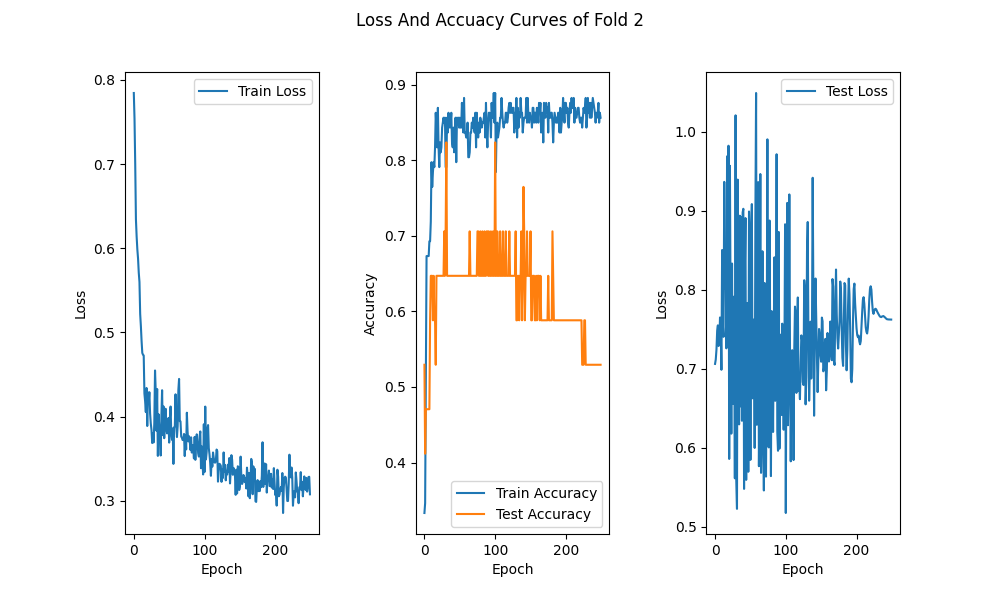 Loss And Accuacy Curves of Fold 2
Train Loss
0.8
0.7
0.6
0.5
0.4
0.3
Loss
0
100
200
Epoch
Train Accuracy
Test Accuracy
0.9
0.8
0.7
0.6
0.5
0.4
Accuracy
0
100
200
Epoch
Test Loss
1.0
0.9
0.8
0.7
0.6
0.5
Loss
0
100
200
Epoch